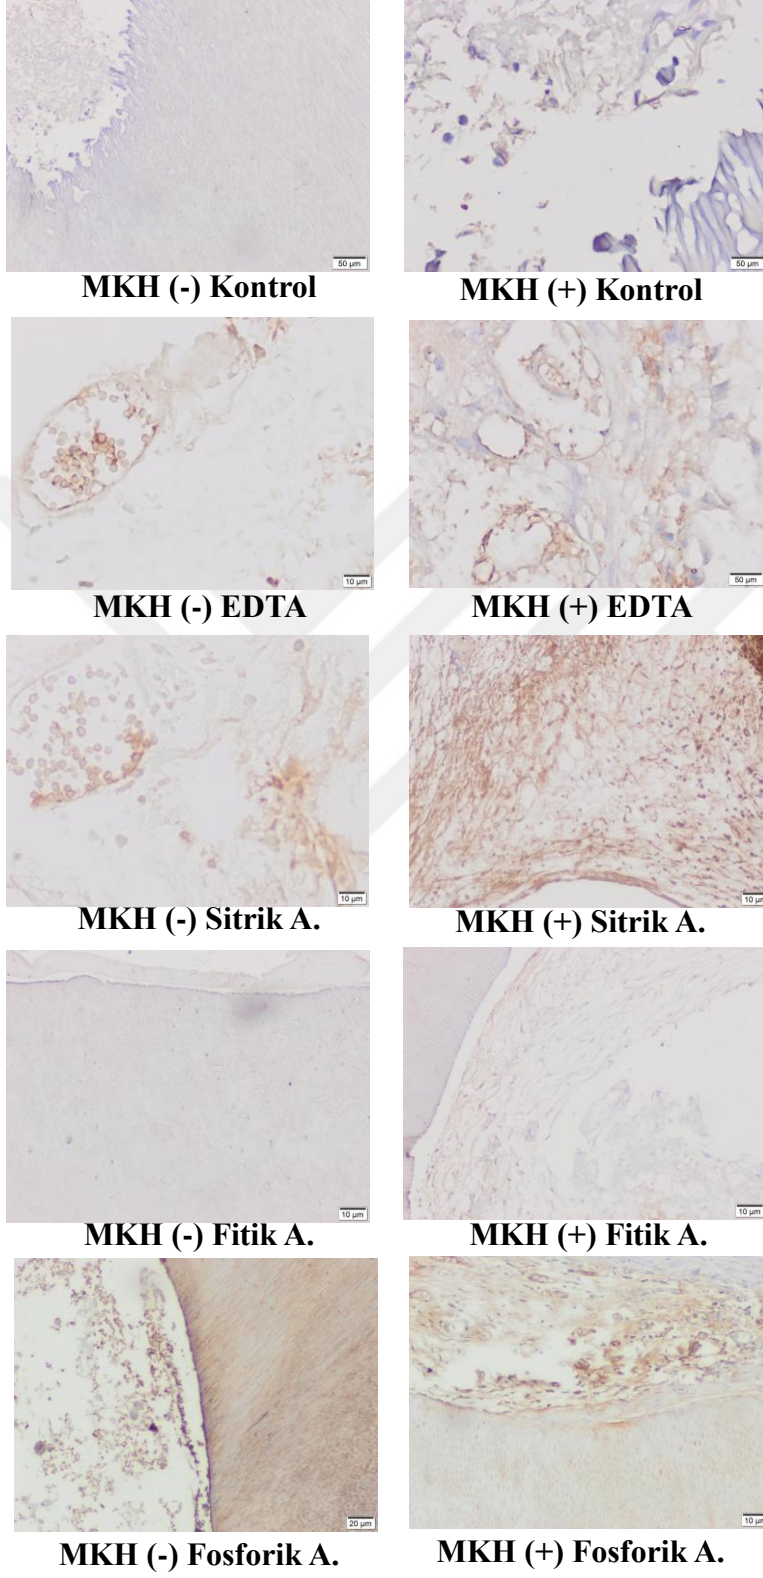 50 µm
50 µm
MKH (-) Kontrol
MKH (+) Kontrol
10 µm
50 µm
MKH (-) EDTA
MKH (+) EDTA
10 µm
10 µm
MKH (-) Sitrik A.
MKH (+) Sitrik A.
10 µm
10 µm
MKH (-) Fitik A.
MKH (+) Fitik A.
20 µm
10 µm
MKH (-) Fosforik A.
MKH (+) Fosforik A.